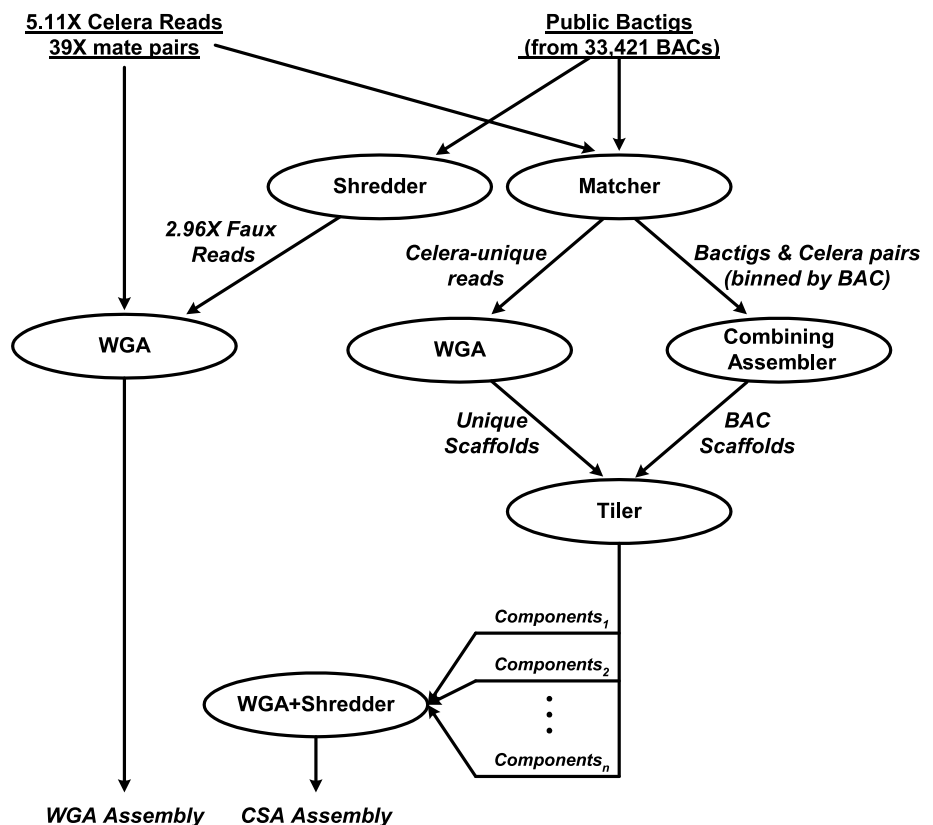 5.11X Celera Reads
39X mate pairs
Public Bactigs
(from 33,421 BACs)
Shredder
Matcher
2.96X Faux
Reads
Celera-unique
reads
Bactigs & Celera pairs
(binned by BAC)
WGA
WGA
Combining
Assembler
Unique
Scaffolds
BAC
Scaffolds
Tiler
Components1
Components2
WGA+Shredder
Componentsn
WGA Assembly
CSA Assembly